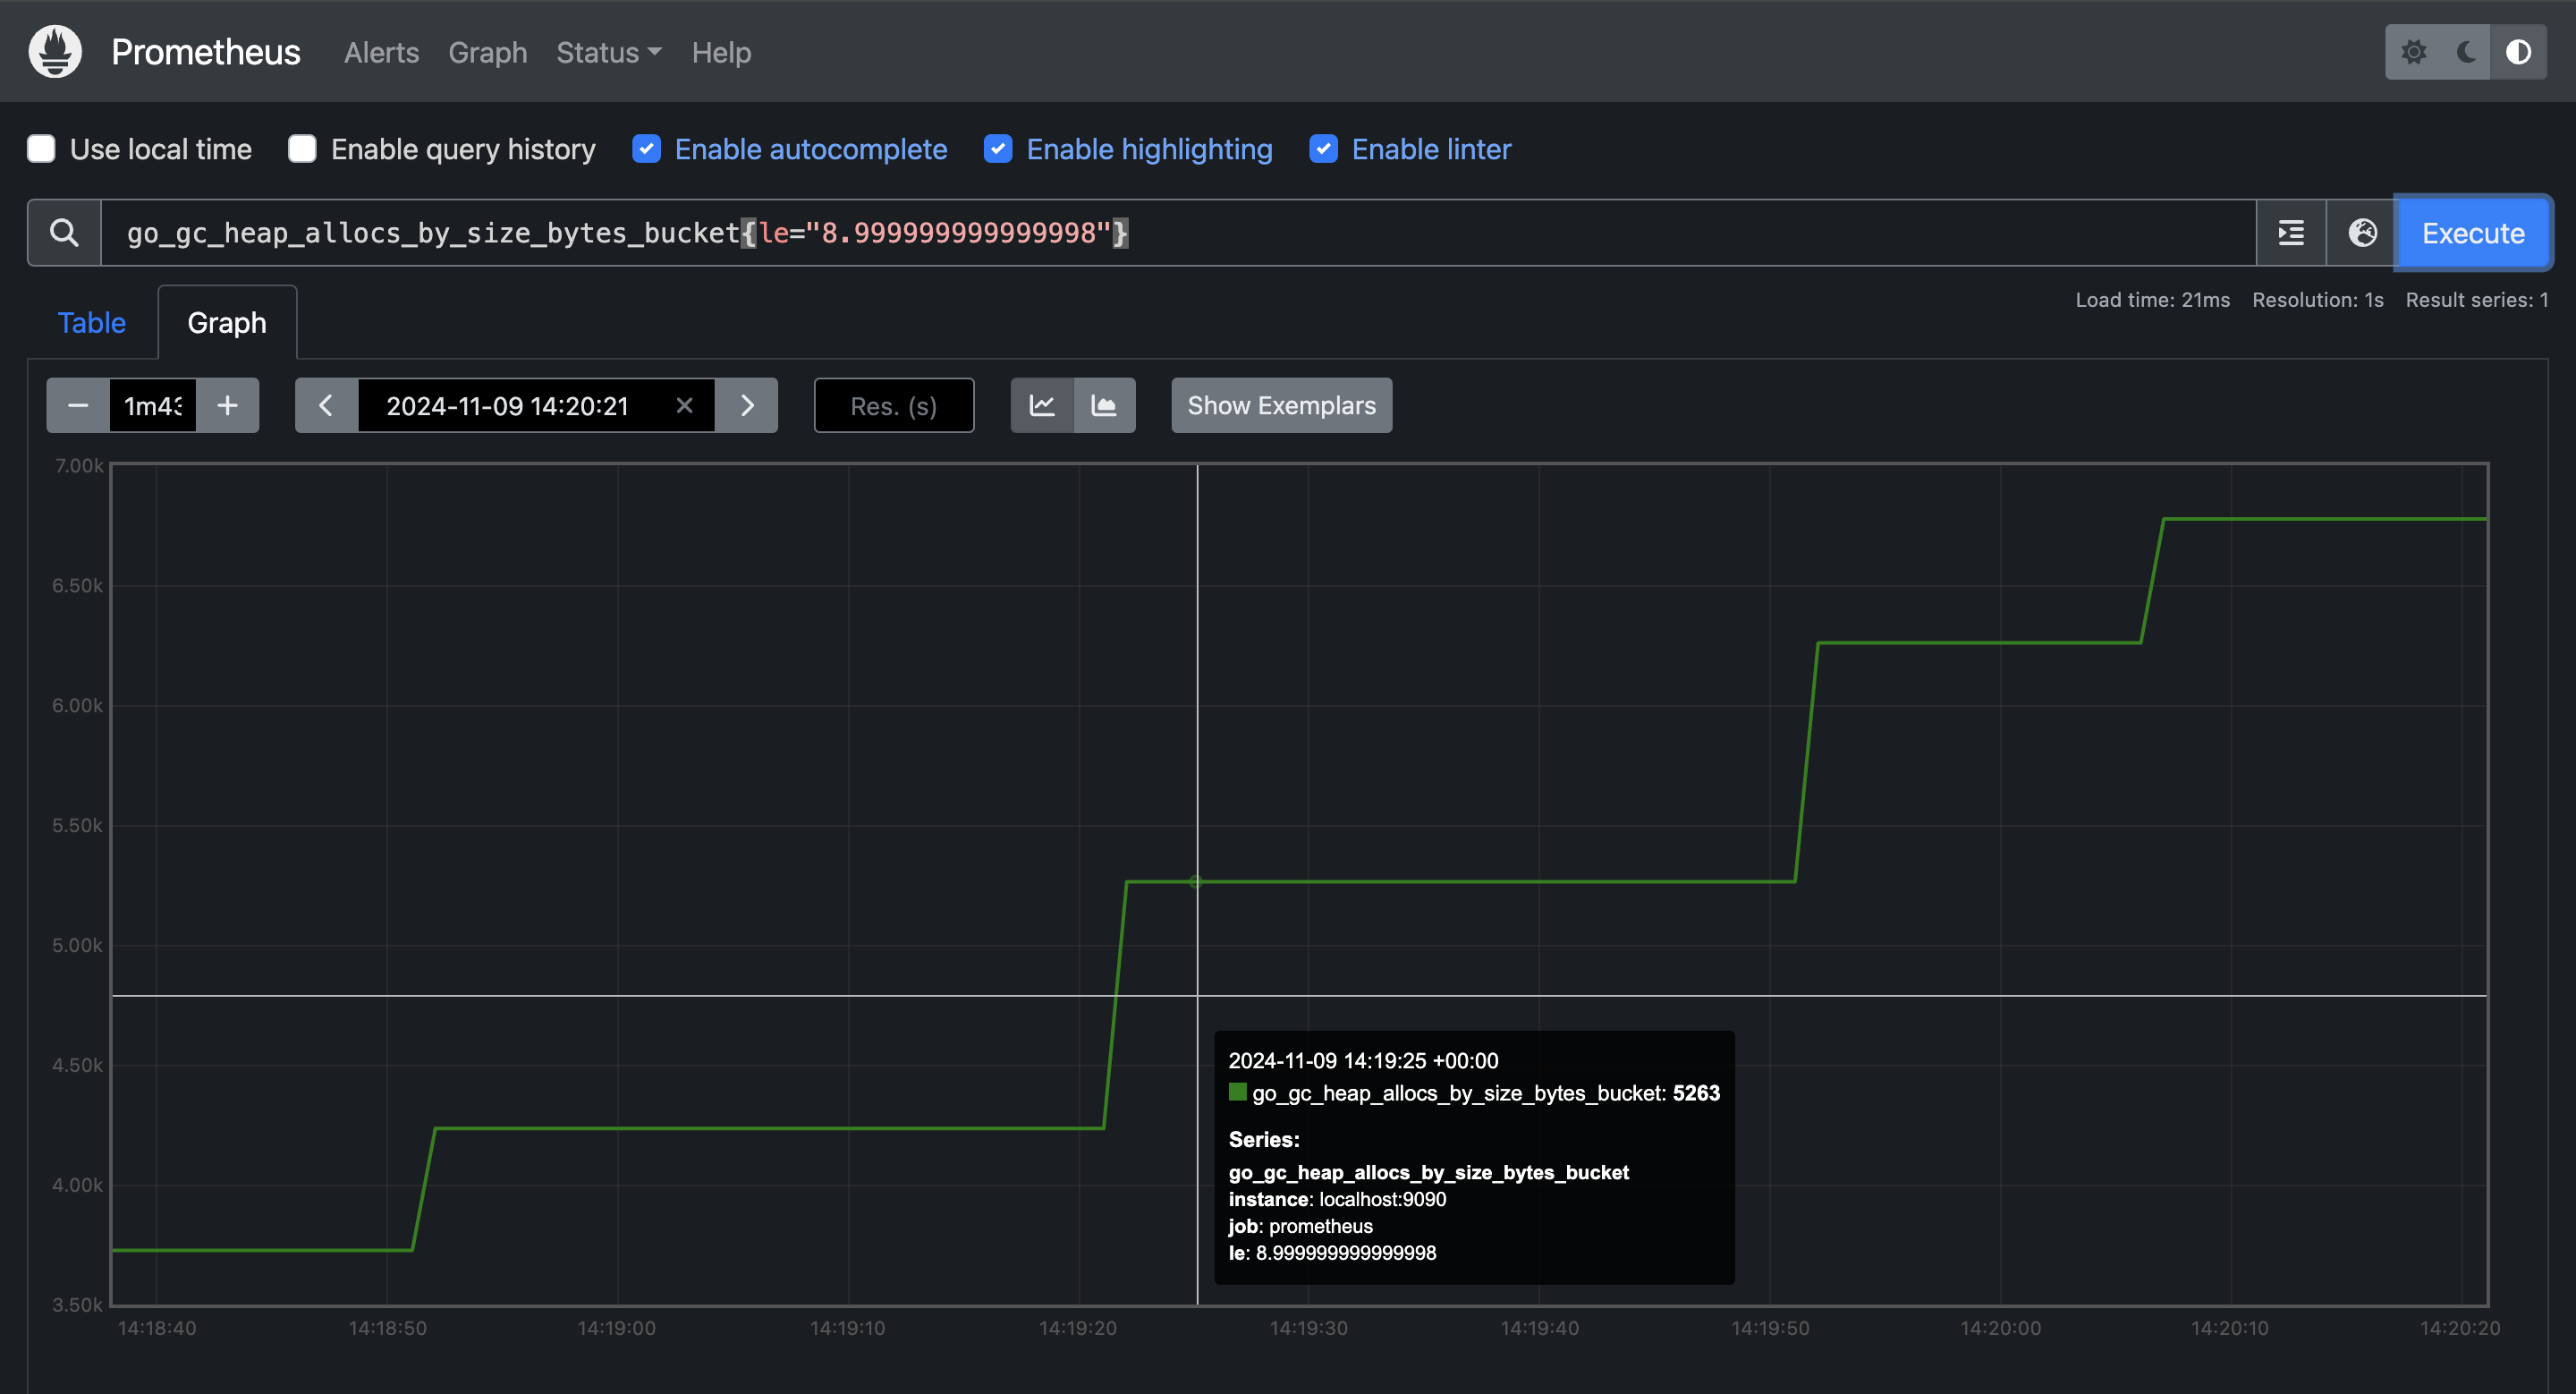 Prometheus Alerts Graph Status Help
Use local time Enable query history Enable autocomplete Enable highlighting Enable linter
go_gc_heap_allocs_by_size_bytes_bucket{le="8.999999999999998"} Execute
Load time: 21ms Resolution: 1s Result series: 1
Table Graph
1m43 2024-11-09 14:20:21 Res. (s) Show Exemplars
7.00k
6.50k
6.00k
5.50k
5.00k
4.50k
4.00k
3.50k
2024-11-09 14:19:25 +00:00
go_gc_heap_allocs_by_size_bytes_bucket: 5263
Series:
go_gc_heap_allocs_by_size_bytes_bucket
instance: localhost:9090
job: prometheus
le: 8.999999999999998
14:18:40 14:18:50 14:19:00 14:19:10 14:19:20 14:19:30 14:19:40 14:19:50 14:20:00 14:20:10 14:20:20